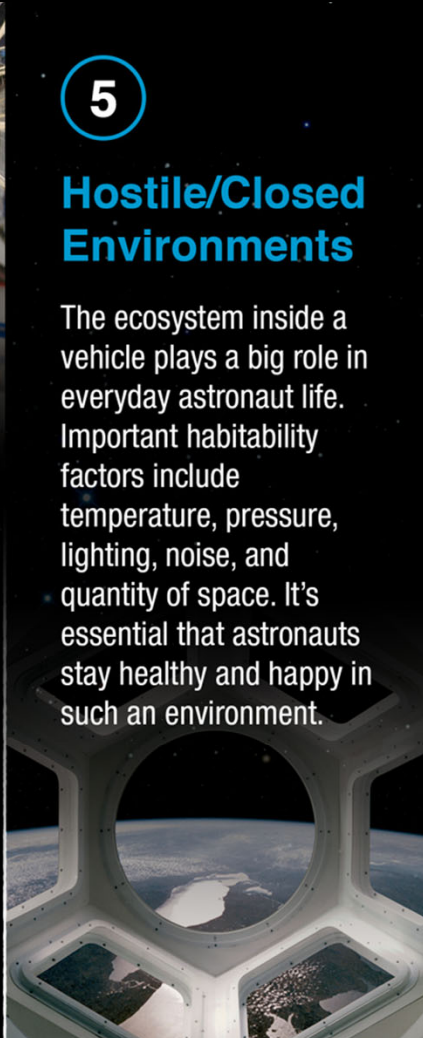 5
Hostile/Closed
Environments
The ecosystem inside a
vehicle plays a big role in
everyday astronaut life.
Important habitability
factors include
temperature, pressure,
lighting, noise, and
quantity of space. It’s
essential that astronauts
stay healthy and happy in
such an environment.